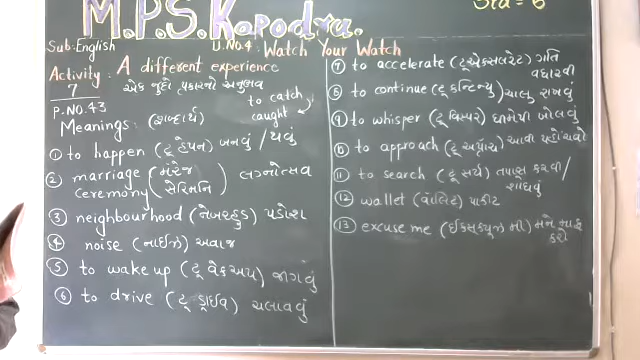 M.P.S. Kapodra.
Std = 6
Sub: English
U.No.4: Watch Your Watch
Activity: 7
A different experience
એક જુદો પ્રકારનો અનુભવ
P.No.43
to catch
caught
Meanings: (શબ્દાર્થ)
① to happen (ટૂ હેપન) બનવું / થવું
② marriage ceremony (મેરેજ સેરિમનિ) લગ્નોત્સવ
③ neighbourhood (નેબરહુડ) પડોશ
④ noise (નાઈઝ) અવાજ
⑤ to wake up (ટૂ વેક અપ) જાગવું
⑥ to drive (ટૂ ડ્રાઈવ) ચલાવવું
⑦ to accelerate (ટૂ એક્સલરેટ) ગતિ વધારવી
⑧ to continue (ટૂ કન્ટિન્યુ) ચાલુ રાખવું
⑨ to whisper (ટૂ વિસ્પર) ધીમેથી બોલવું
⑩ to approach (ટૂ અપ્રોચ) આવી પહોંચવો
⑪ to search (ટૂ સર્ચ) તપાસ કરવી / શોધવું
⑫ wallet (વૉલિટ) પાકીટ
⑬ excuse me (ઈકસ્ક્યૂઝ મી) મને માફ કરો